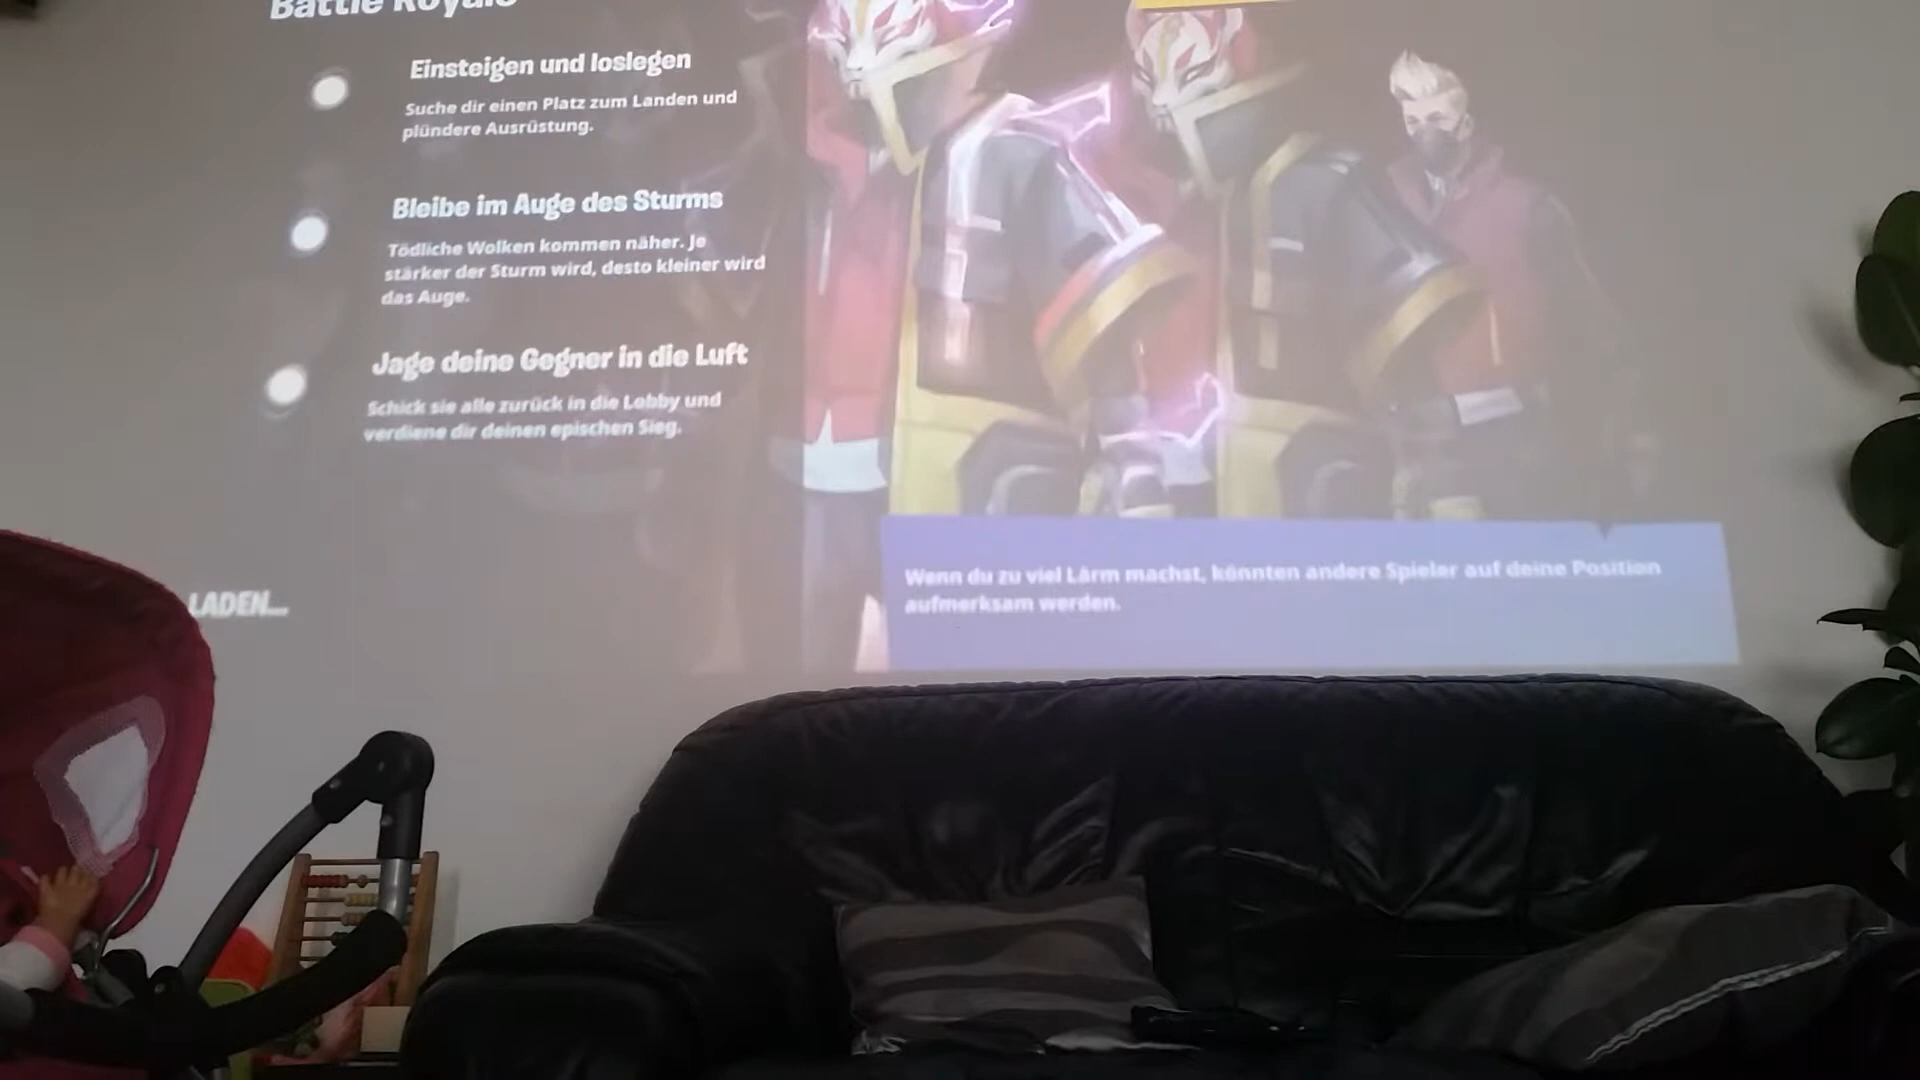 Battle Royale
Einsteigen und loslegen
Suche dir einen Platz zum Landen und
plündere Ausrüstung.
Bleibe im Auge des Sturms
Tödliche Wolken kommen näher. Je
stärker der Sturm wird, desto kleiner wird
das Auge.
Jage deine Gegner in die Luft
Schick sie alle zurück in die Lobby und
verdiene dir deinen epischen Sieg.
LADEN...
Wenn du zu viel Lärm machst, könnten andere Spieler auf deine Position
aufmerksam werden.